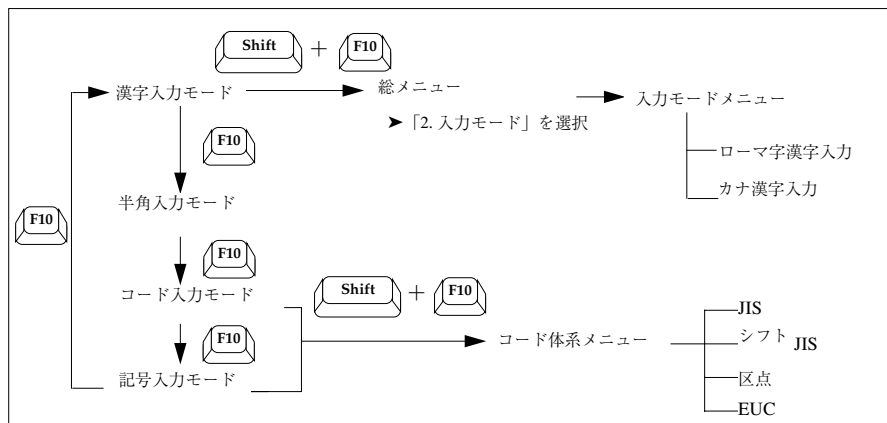 Shift + F10
漢字入力モード 総メニュー 入力モードメニュー
➤「2. 入力モード」を選択
F10
ローマ字漢字入力
カナ漢字入力
半角入力モード
F10
F10
コード入力モード
Shift + F10
JIS
F10
コード体系メニュー
シフト JIS
記号入力モード
区点
EUC